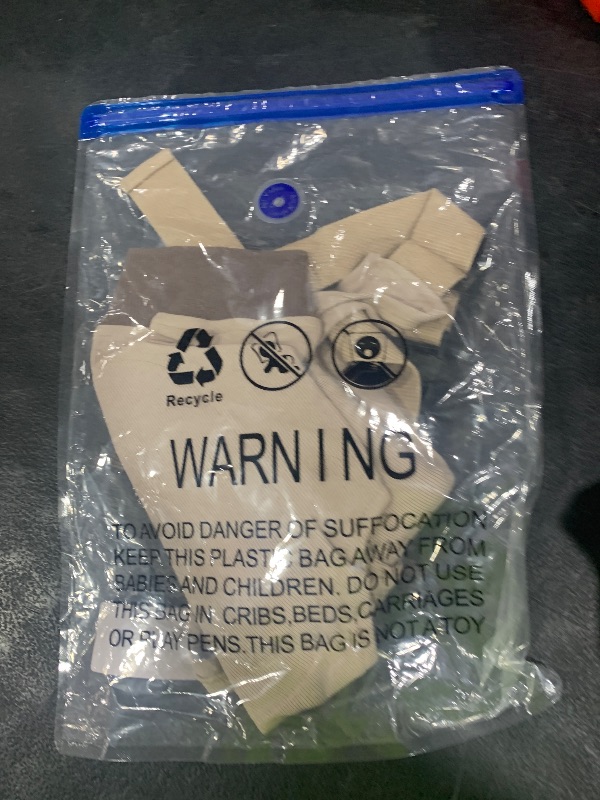 Recycle
WARNING
TO AVOID DANGER OF SUFFOCATION
KEEP THIS PLASTIC BAG AWAY FROM
BABIES AND CHILDREN. DO NOT USE
THIS BAG IN CRIBS,BEDS,CARRIAGES
OR PLAY PENS.THIS BAG IS NOT A TOY